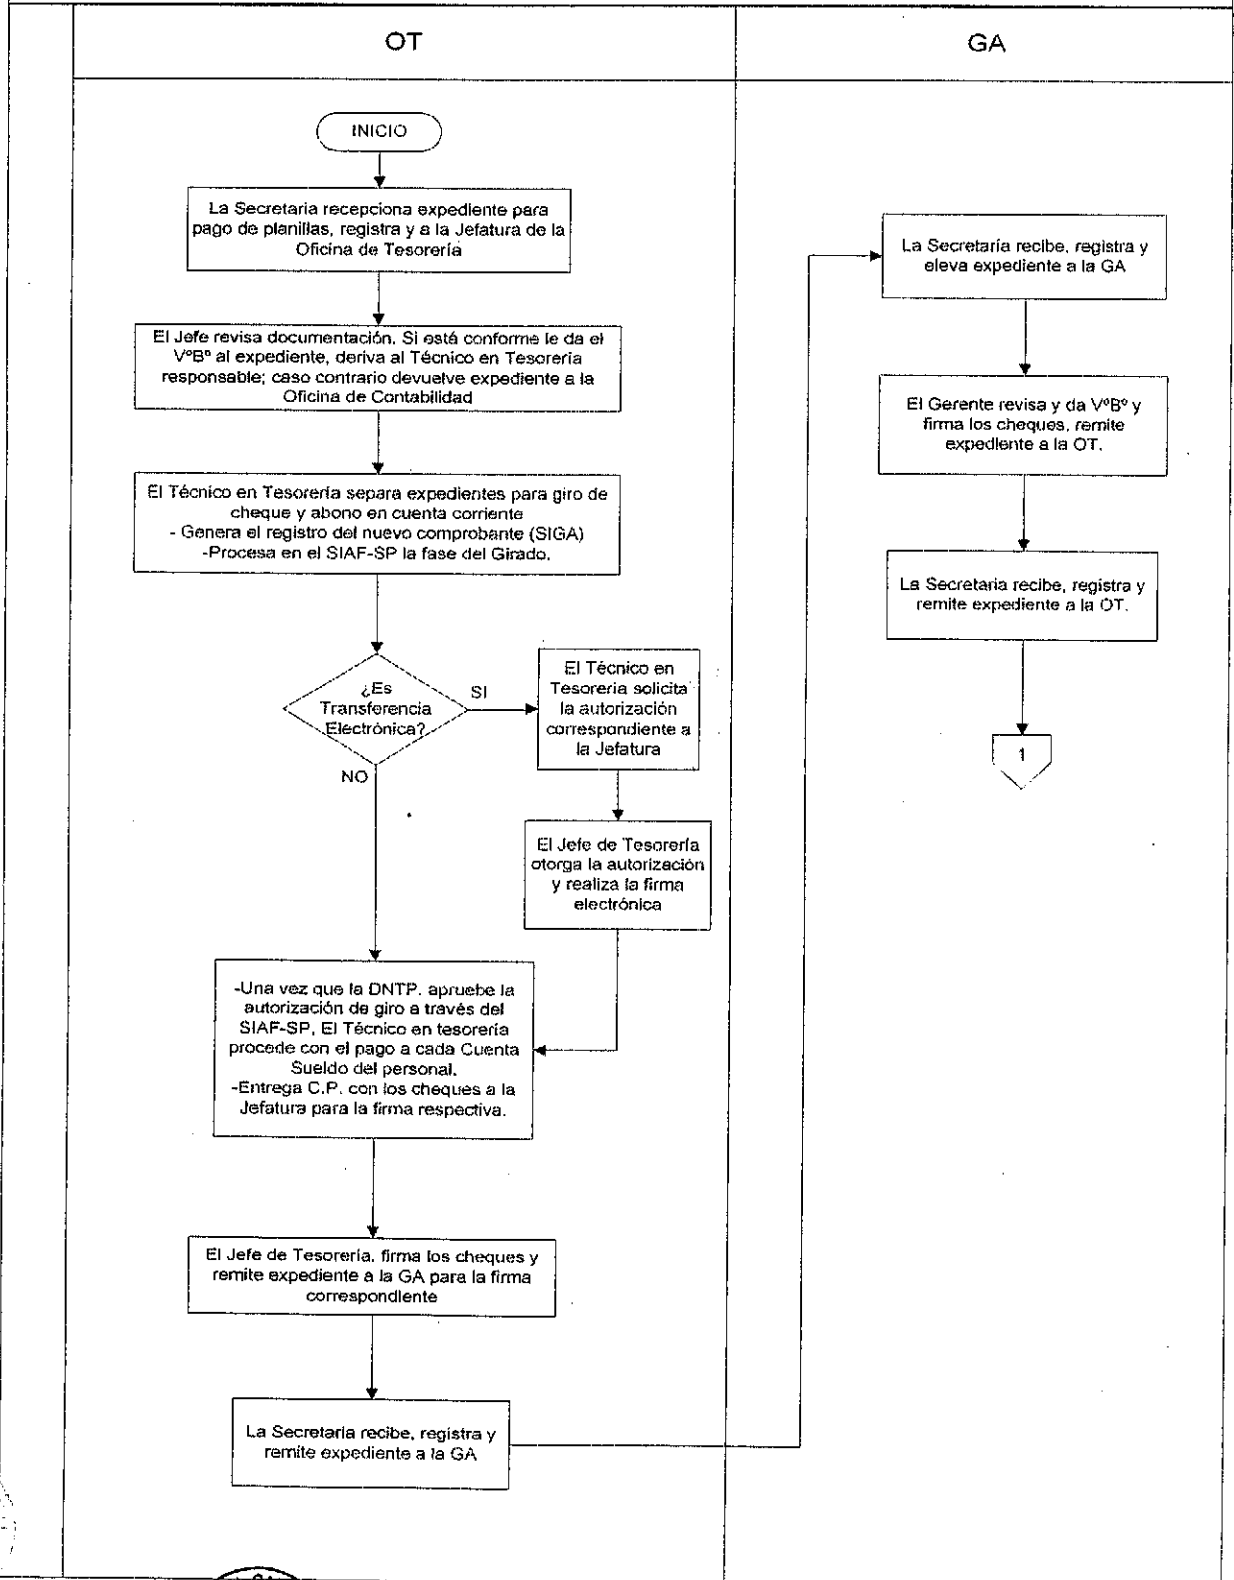 OT
GA
INICIO
La Secretaria recepciona expediente para
pago de planillas, registra y a la Jefatura de la
Oficina de Tesorería
El Jefe revisa documentación, Si está conforme le da el
VºBº al expediente, deriva al Técnico en Tesorería
responsable; caso contrario devuelve expediente a la
Oficina de Contabilidad
El Técnico en Tesorería separa expedientes para giro de
cheque y abono en cuenta corriente
- Genera el registro del nuevo comprobante (SIGA)
-Procesa en el SIAF-SP la fase del Girado.
¿Es
Transferencia
Electrónica?
SI
NO
El Técnico en
Tesorería solicita
la autorización
correspondiente a
la Jefatura
El Jefe de Tesorería
otorga la autorización
y realiza la firma
electrónica
-Una vez que la DNTP. apruebe la
autorización de giro a través del
SIAF-SP, El Técnico en tesorería
procede con el pago a cada Cuenta
Sueldo del personal.
-Entrega C.P. con los cheques a la
Jefatura para la firma respectiva.
El Jefe de Tesorería. firma los cheques y
remite expediente a la GA para la firma
correspondiente
La Secretaria recibe, registra y
remite expediente a la GA
La Secretaría recibe, registra y
eleva expediente a la GA
El Gerente revisa y da VºBº y
firma los cheques, remite
expediente a la OT.
La Secretaria recibe, registra y
remite expediente a la OT.
1